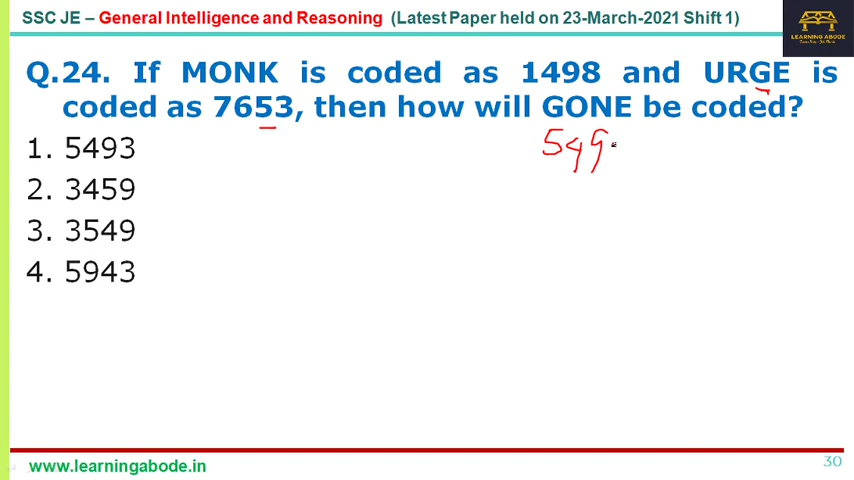 SSC JE – General Intelligence and Reasoning (Latest Paper held on 23-March-2021 Shift 1)
LEARNING ABODE
Q.24. If MONK is coded as 1498 and URGE is
coded as 7653, then how will GONE be coded?
549
1. 5493
2. 3459
3. 3549
4. 5943
www.learningabode.in
30